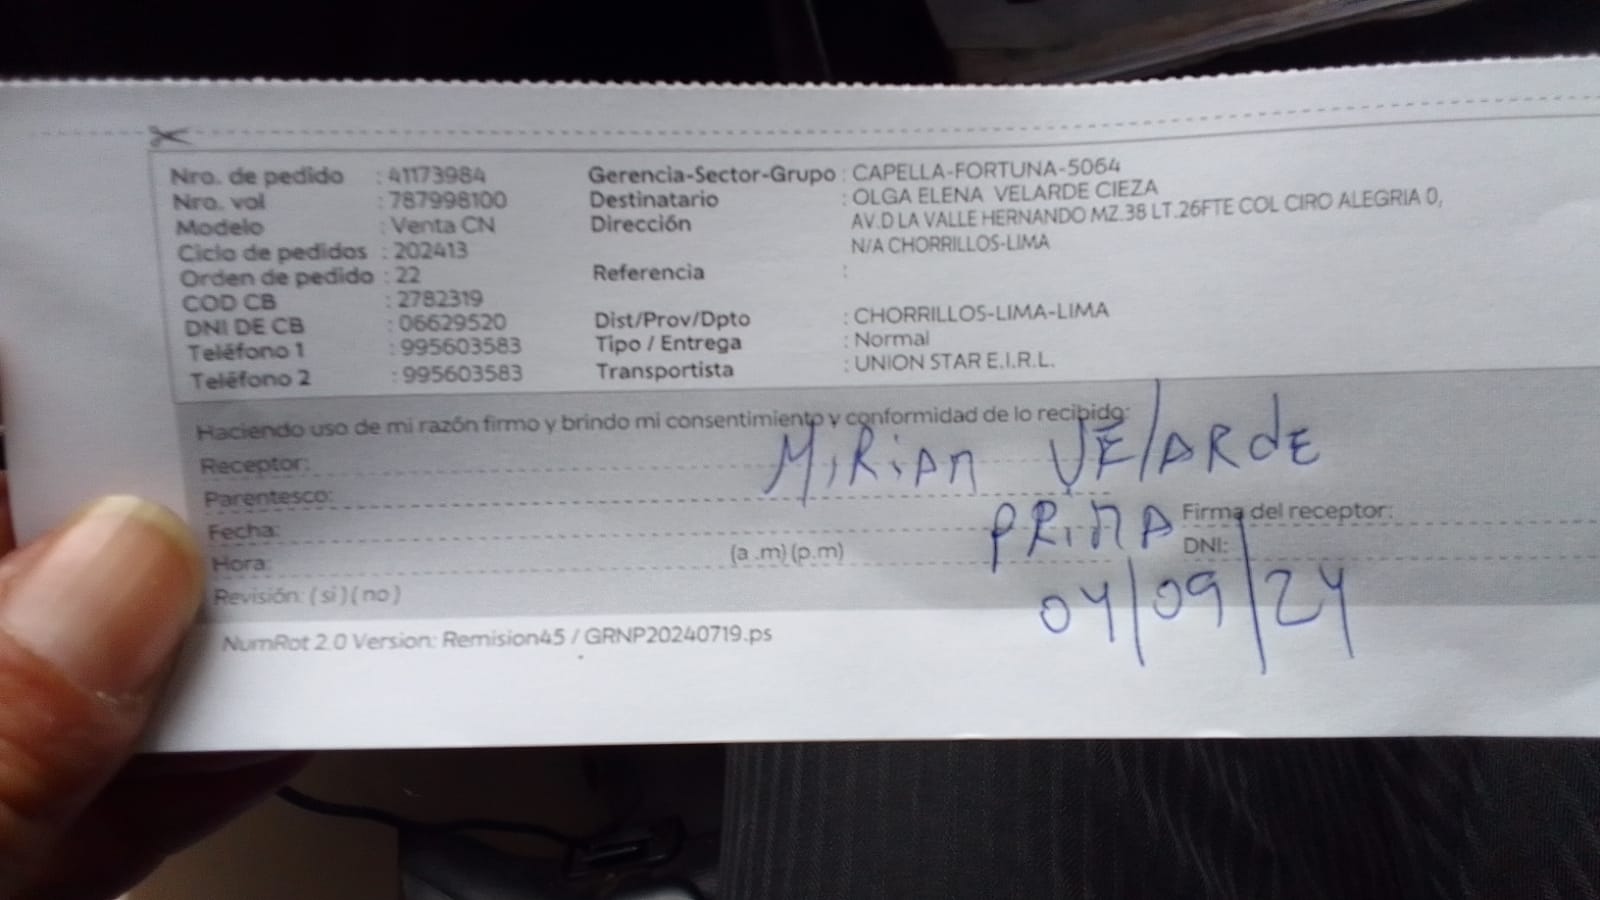 Nro. de pedido : 41173984 Gerencia-Sector-Grupo : CAPELLA-FORTUNA-5064
Nro. vol : 787998100 Destinatario : OLGA ELENA VELARDE CIEZA
Modelo : Venta CN Dirección AV.D LA VALLE HERNANDO MZ.38 LT.26FTE COL CIRO ALEGRIA 0,
Ciclo de pedidos : 202413 N/A CHORRILLOS-LIMA
Orden de pedido : 22 Referencia :
COD CB : 2782319
DNI DE CB : 06629520 Dist/Prov/Dpto : CHORRILLOS-LIMA-LIMA
Teléfono 1 : 995603583 Tipo / Entrega : Normal
Teléfono 2 : 995603583 Transportista : UNION STAR E.I.R.L.
Haciendo uso de mi razón firmo y brindo mi consentimiento y conformidad de lo recibido:
Receptor: MiRiAn VElARdE
Parentesco:
Fecha: PRiMA Firma del receptor:
Hora: (a .m) (p.m) DNI:
Revisión: ( si ) ( no ) 04/09/24
NumRot 2.0 Version: Remision45 / GRNP20240719.ps